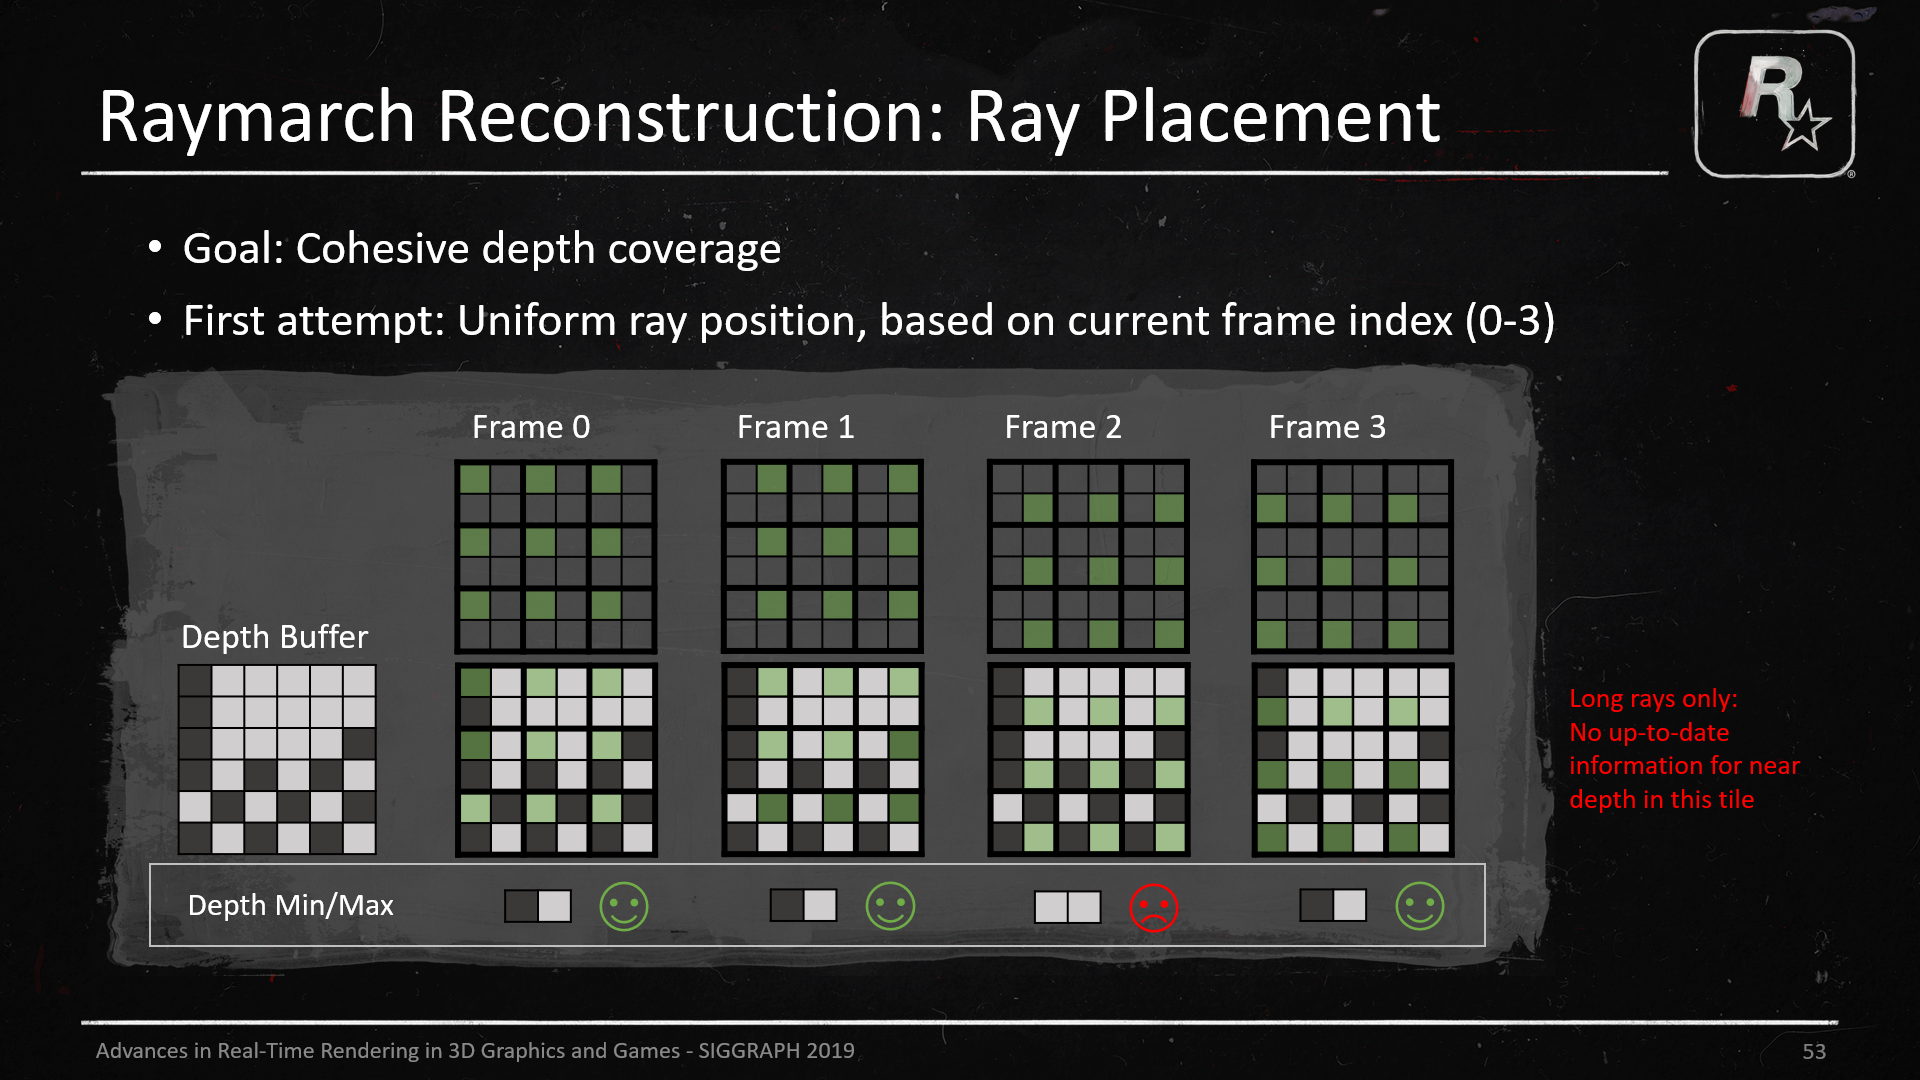 Raymarch Reconstruction: Ray Placement
R
®
• Goal: Cohesive depth coverage
• First attempt: Uniform ray position, based on current frame index (0-3)
Frame 0
Frame 1
Frame 2
Frame 3
Depth Buffer
Long rays only:
No up-to-date
information for near
depth in this tile
Depth Min/Max
Advances in Real-Time Rendering in 3D Graphics and Games - SIGGRAPH 2019
53